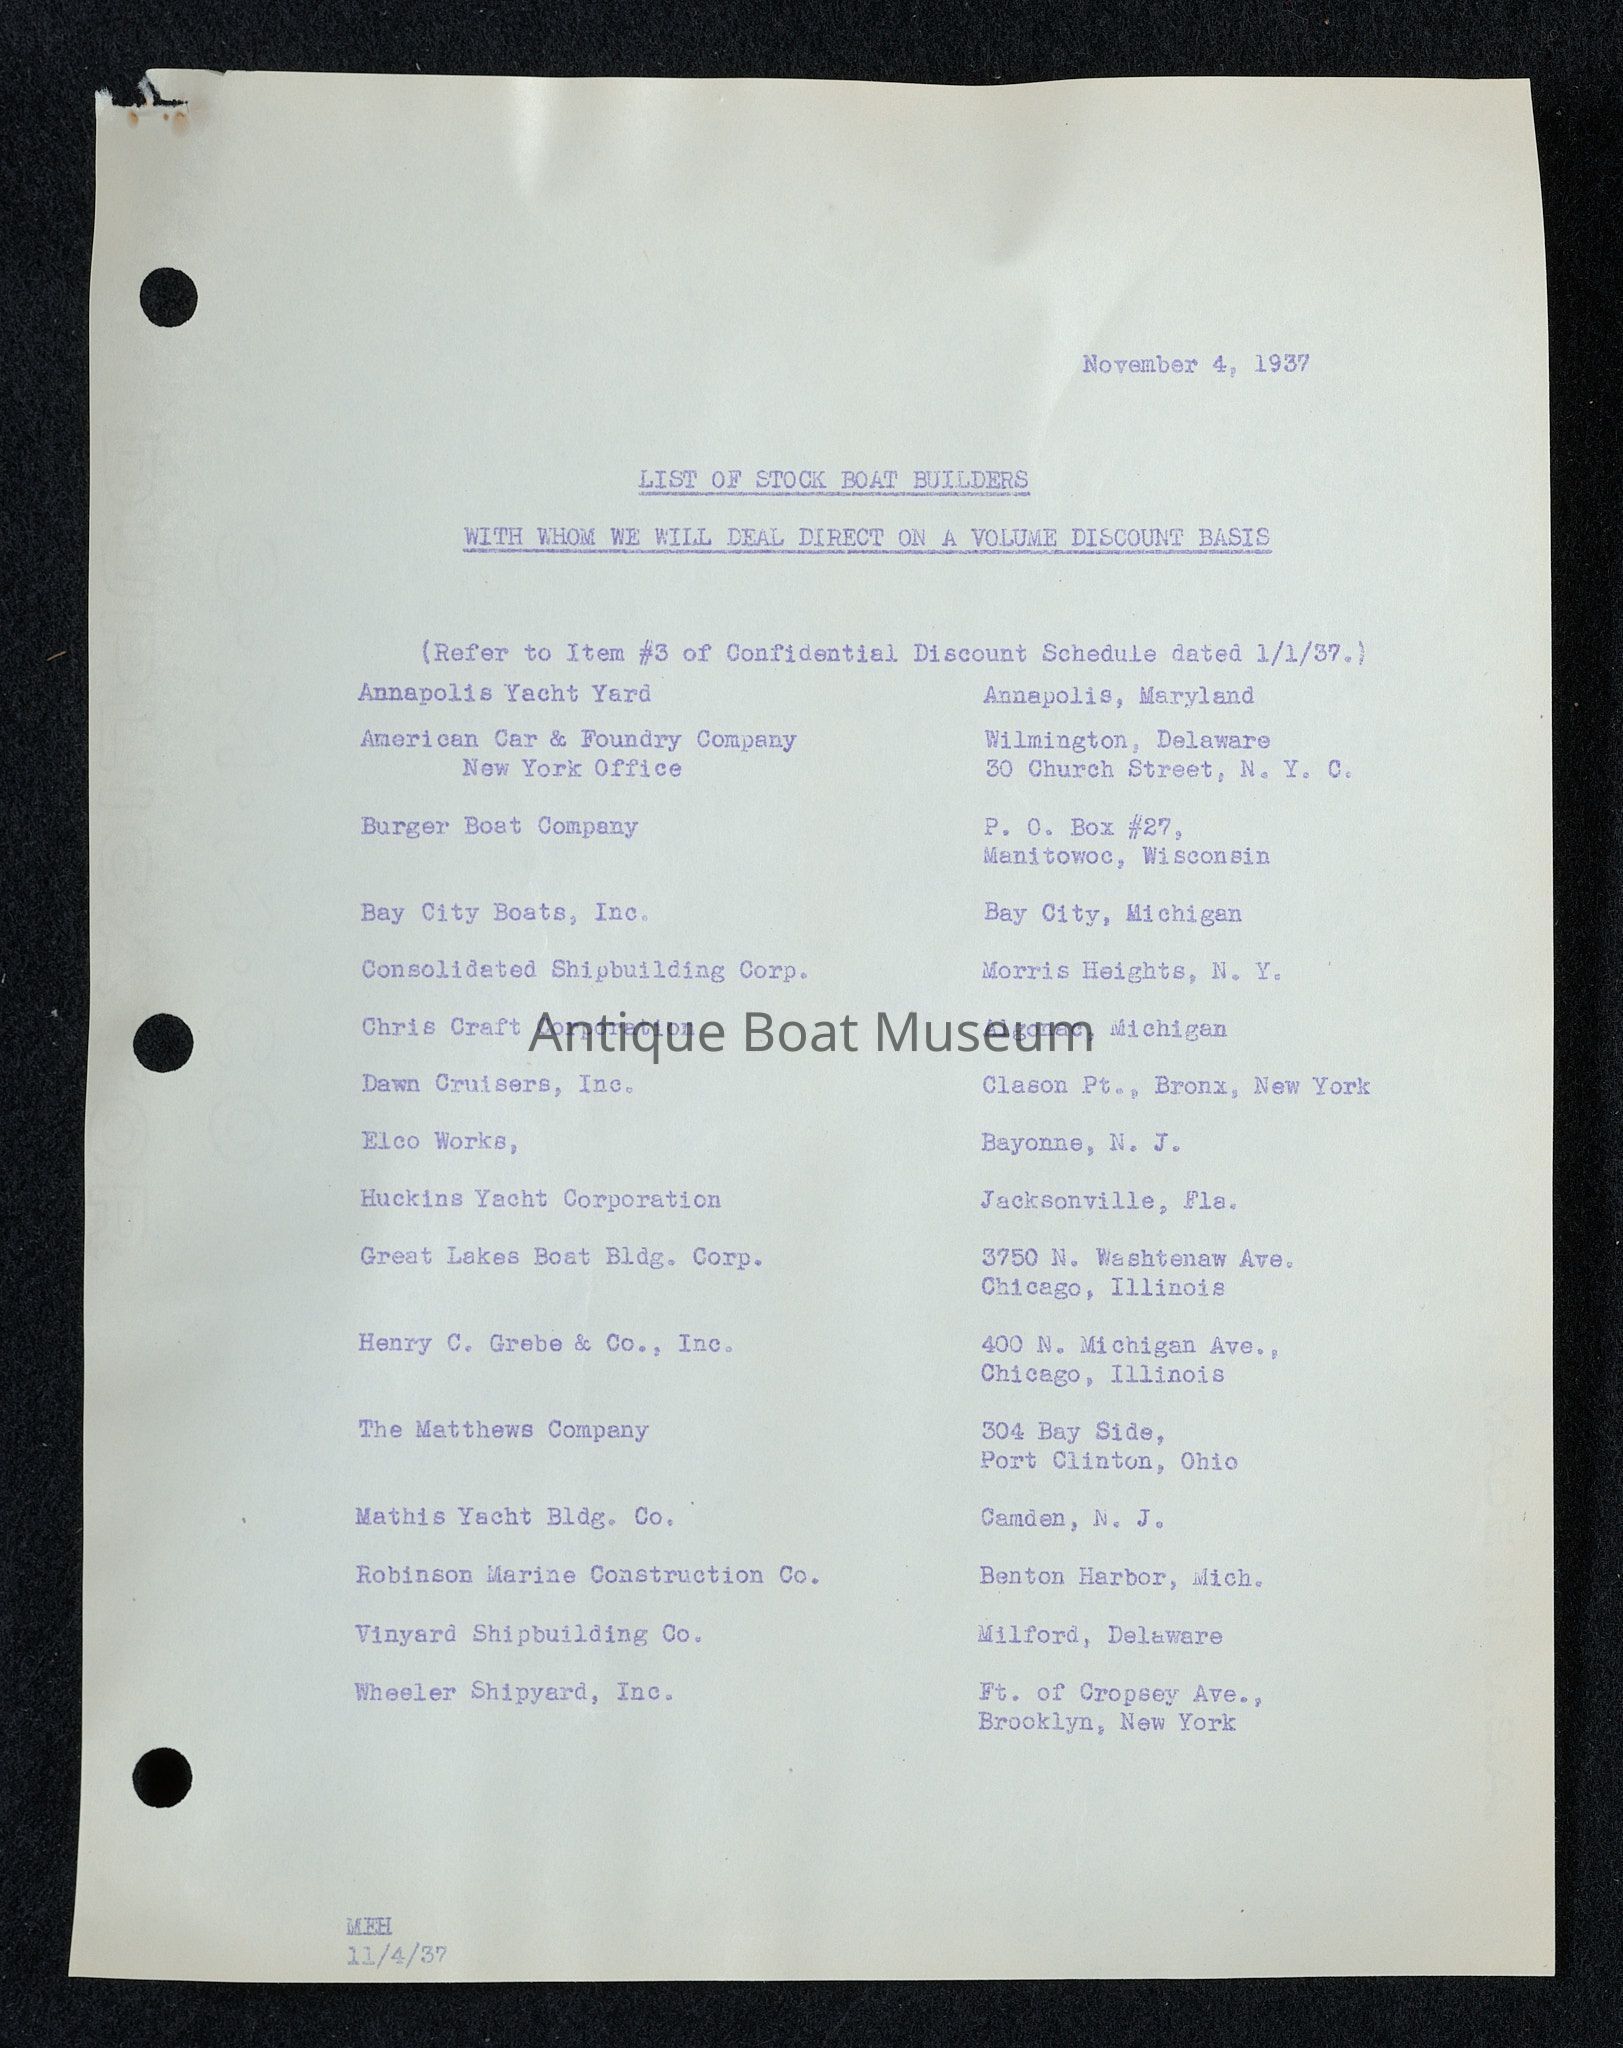 November 4, 1937
LIST OF STOCK BOAT BUILDERS
WITH WHOM WE WILL DEAL DIRECT ON A VOLUME DISCOUNT BASIS
(Refer to Item #3 of Confidential Discount Schedule dated 1/1/37.)
Annapolis Yacht Yard Annapolis, Maryland
American Car & Foundry Company Wilmington, Delaware
New York Office 30 Church Street, N. Y. C.
Burger Boat Company P. O. Box #27,
Manitowoc, Wisconsin
Bay City Boats, Inc. Bay City, Michigan
Consolidated Shipbuilding Corp. Morris Heights, N. Y.
Chris Craft Corporation Algonac, Michigan
Antique Boat Museum
Dawn Cruisers, Inc. Clason Pt., Bronx, New York
Elco Works, Bayonne, N. J.
Huckins Yacht Corporation Jacksonville, Fla.
Great Lakes Boat Bldg. Corp. 3750 N. Washtenaw Ave.
Chicago, Illinois
Henry C. Grebe & Co., Inc. 400 N. Michigan Ave.,
Chicago, Illinois
The Matthews Company 304 Bay Side,
Port Clinton, Ohio
Mathis Yacht Bldg. Co. Camden, N. J.
Robinson Marine Construction Co. Benton Harbor, Mich.
Vinyard Shipbuilding Co. Milford, Delaware
Wheeler Shipyard, Inc. Ft. of Cropsey Ave.,
Brooklyn, New York
MEH
11/4/37